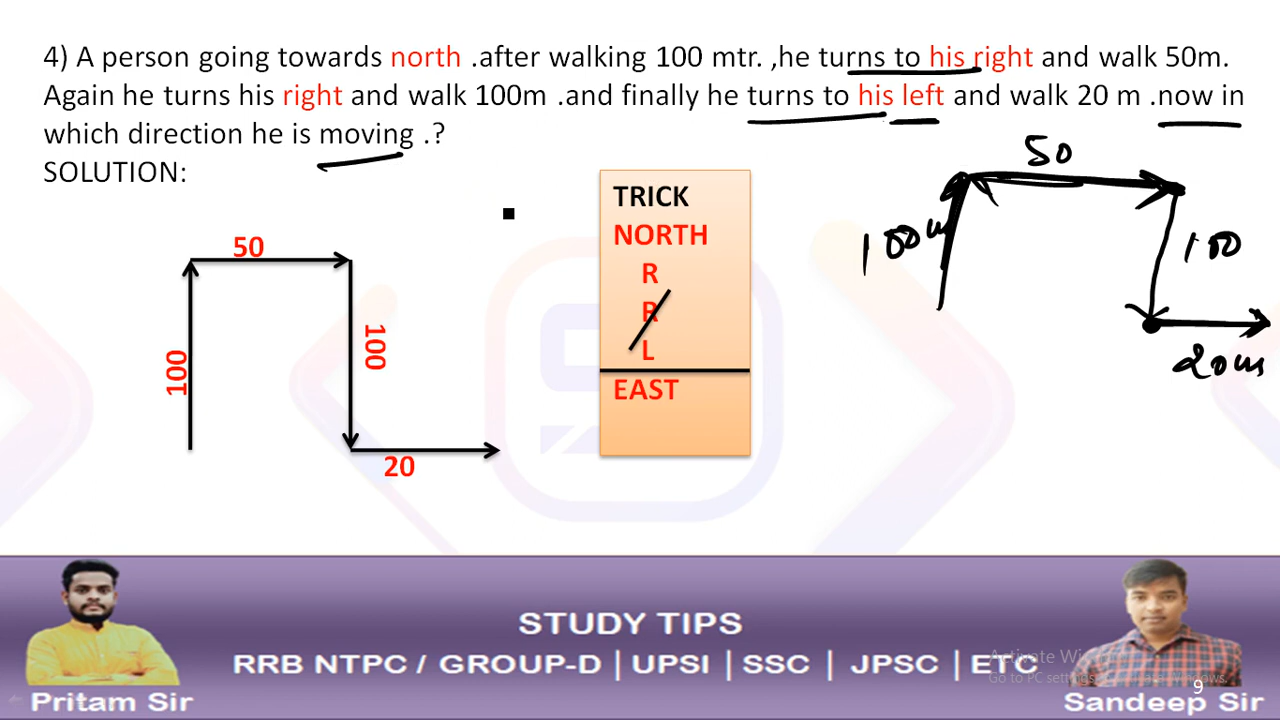 4) A person going towards north .after walking 100 mtr. ,he turns to his right and walk 50m.
Again he turns his right and walk 100m .and finally he turns to his left and walk 20 m .now in
which direction he is moving .?
SOLUTION:
50
100
100
20
TRICK
NORTH
R
R
L
EAST
50
100m
100
20m
STUDY TIPS
RRB NTPC / GROUP-D | UPSI | SSC | JPSC | ETC
Pritam Sir
Sandeep Sir
9